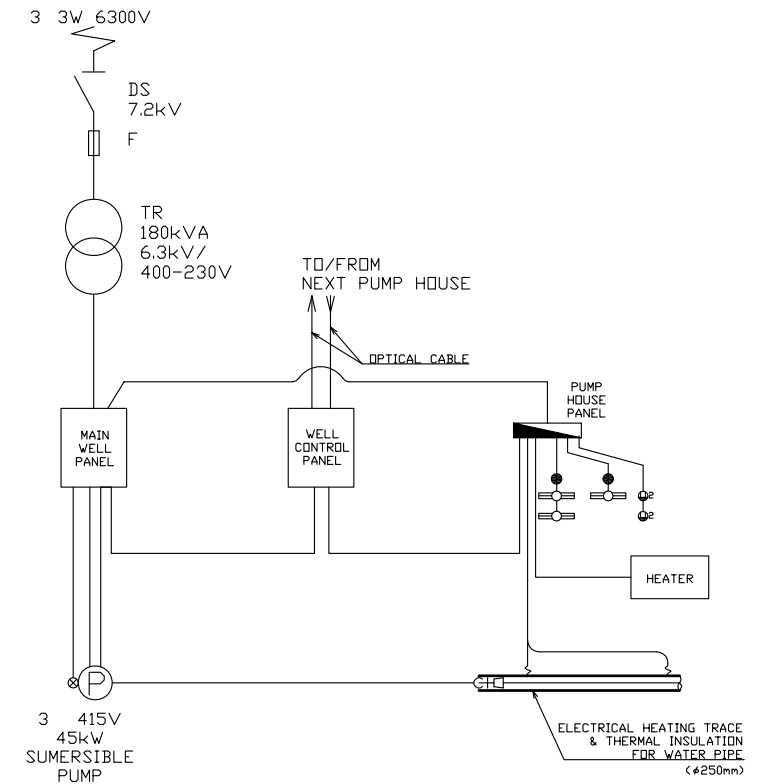 3 3W 6300V
DS
7.2kV
F
TR
180kVA
6.3kV/
400-230V
TO/FROM
NEXT PUMP HOUSE
OPTICAL CABLE
PUMP
HOUSE
PANEL
MAIN
WELL
PANEL
WELL
CONTROL
PANEL
2
2
HEATER
P
3 415V
45kW
SUMERSIBLE
PUMP
ELECTRICAL HEATING TRACE
& THERMAL INSULATION
FOR WATER PIPE
(φ250mm)